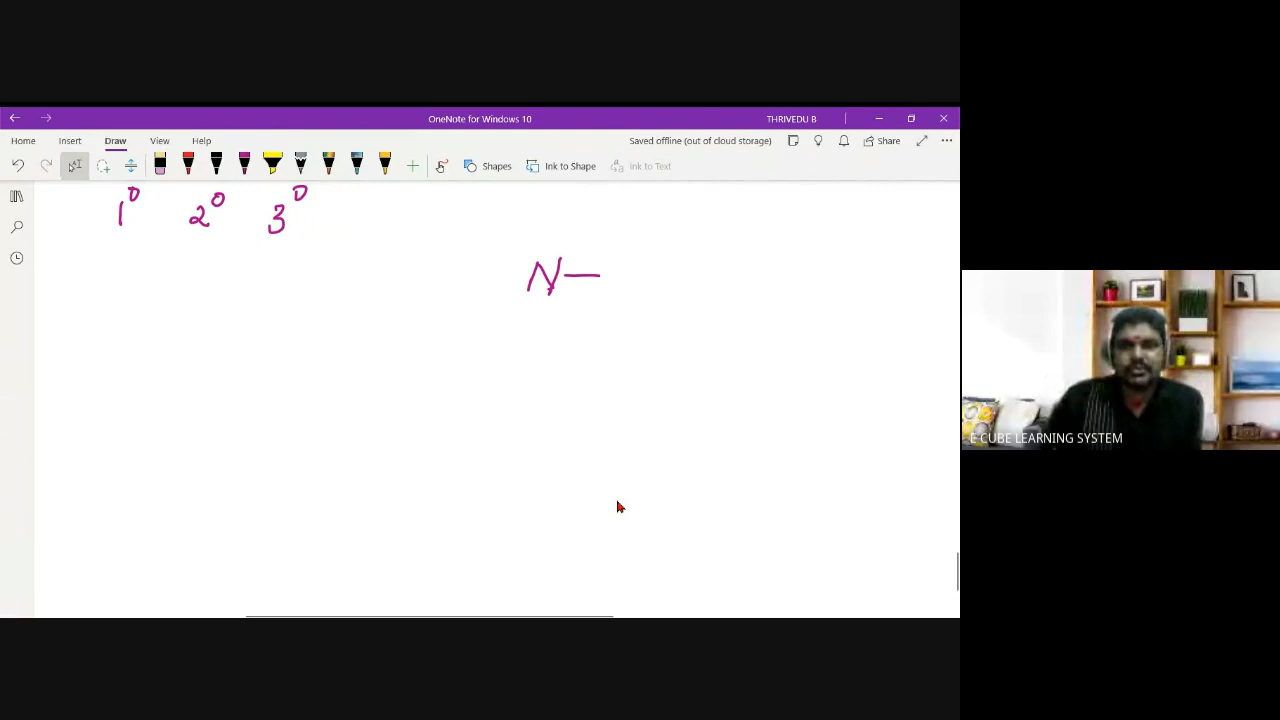 OneNote for Windows 10
THRIVEDU B
Home Insert Draw View Help
Saved offline (out of cloud storage)
Share
Shapes
Ink to Shape
Ink to Text
1° 2° 3°
N—
E CUBE LEARNING SYSTEM